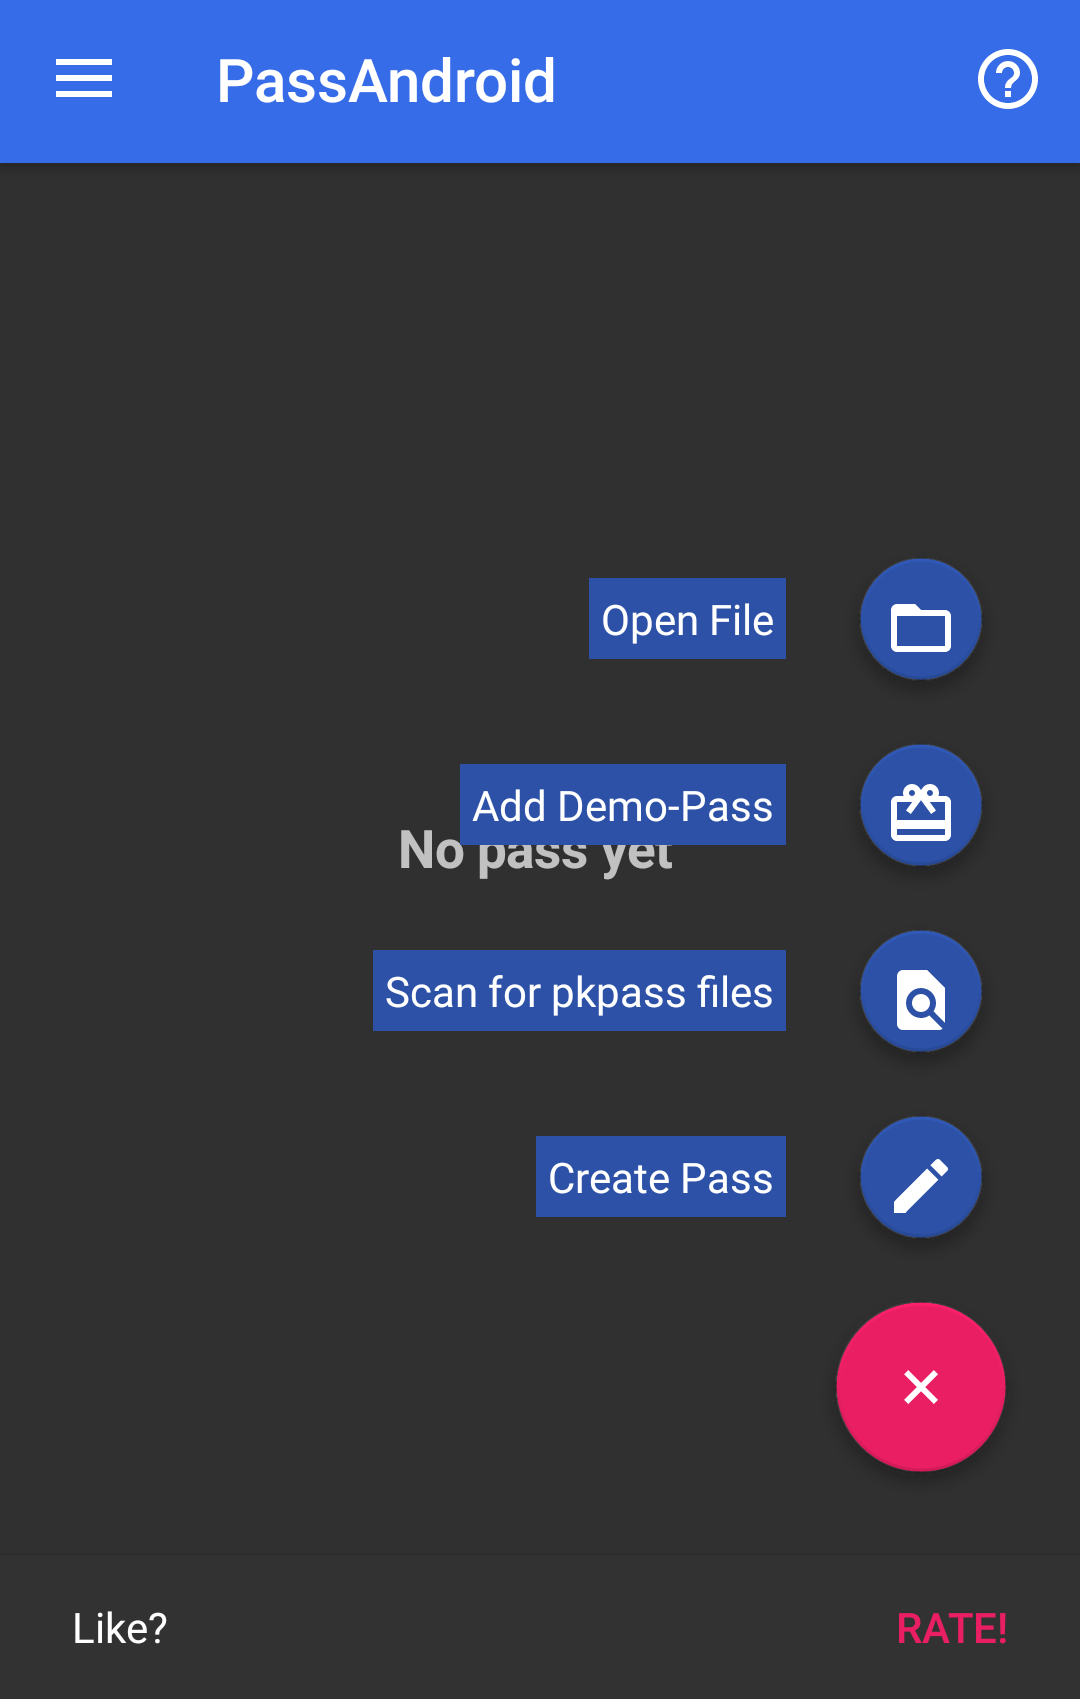 PassAndroid
Open File
Add Demo-Pass
No pass yet
Scan for pkpass files
Create Pass
Like?
RATE!